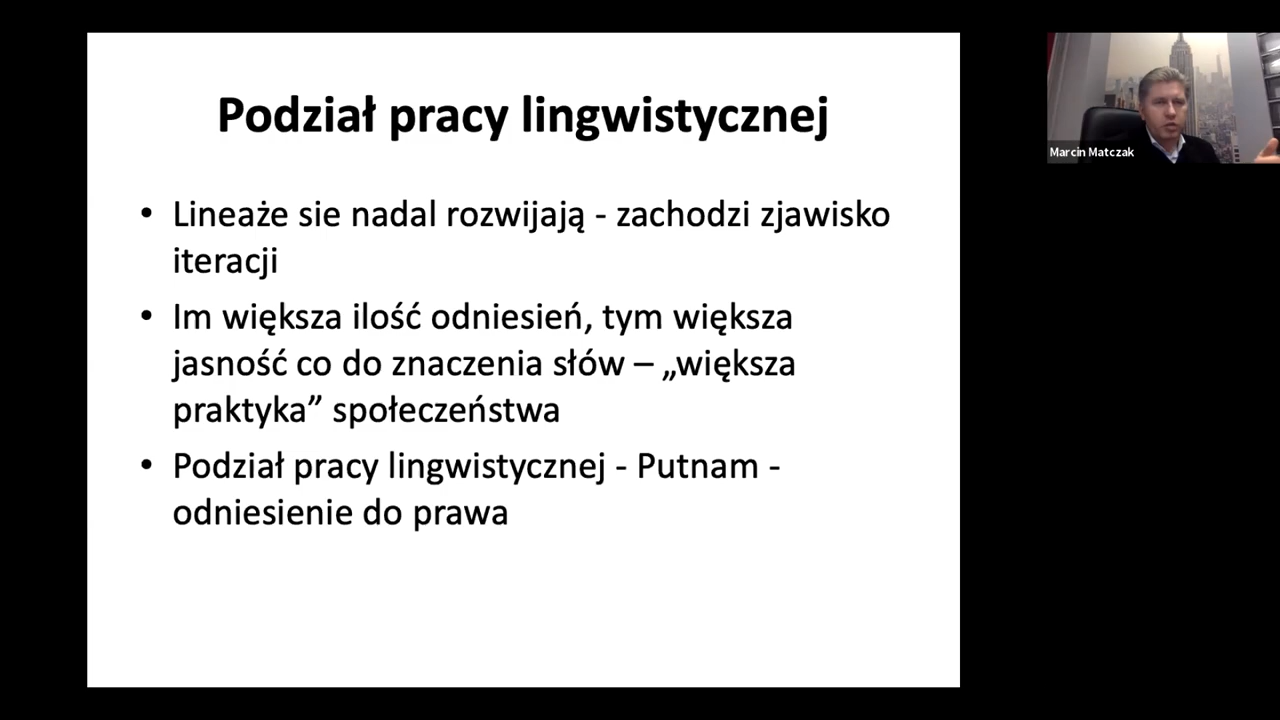 Podział pracy lingwistycznej
• Lineaże sie nadal rozwijają - zachodzi zjawisko
iteracji
• Im większa ilość odniesień, tym większa
jasność co do znaczenia słów – „większa
praktyka” społeczeństwa
• Podział pracy lingwistycznej - Putnam -
odniesienie do prawa
Marcin Matczak